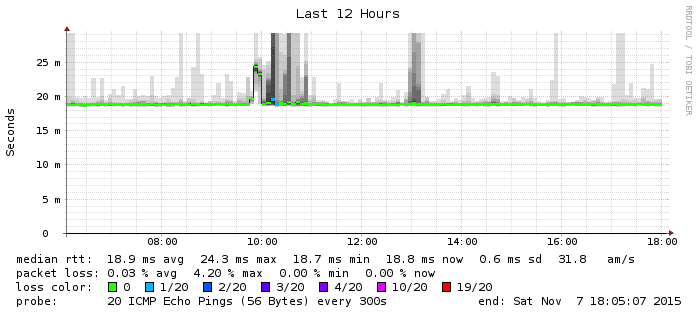 Last 12 Hours
RRDTOOL / TOBI OETIKER
Seconds
25 m
20 m
15 m
10 m
5 m
0
08:00 10:00 12:00 14:00 16:00 18:00
median rtt: 18.9 ms avg 24.3 ms max 18.7 ms min 18.8 ms now 0.6 ms sd 31.8 am/s
packet loss: 0.03 % avg 4.20 % max 0.00 % min 0.00 % now
loss color: 0 1/20 2/20 3/20 4/20 10/20 19/20
probe: 20 ICMP Echo Pings (56 Bytes) every 300s end: Sat Nov 7 18:05:07 2015